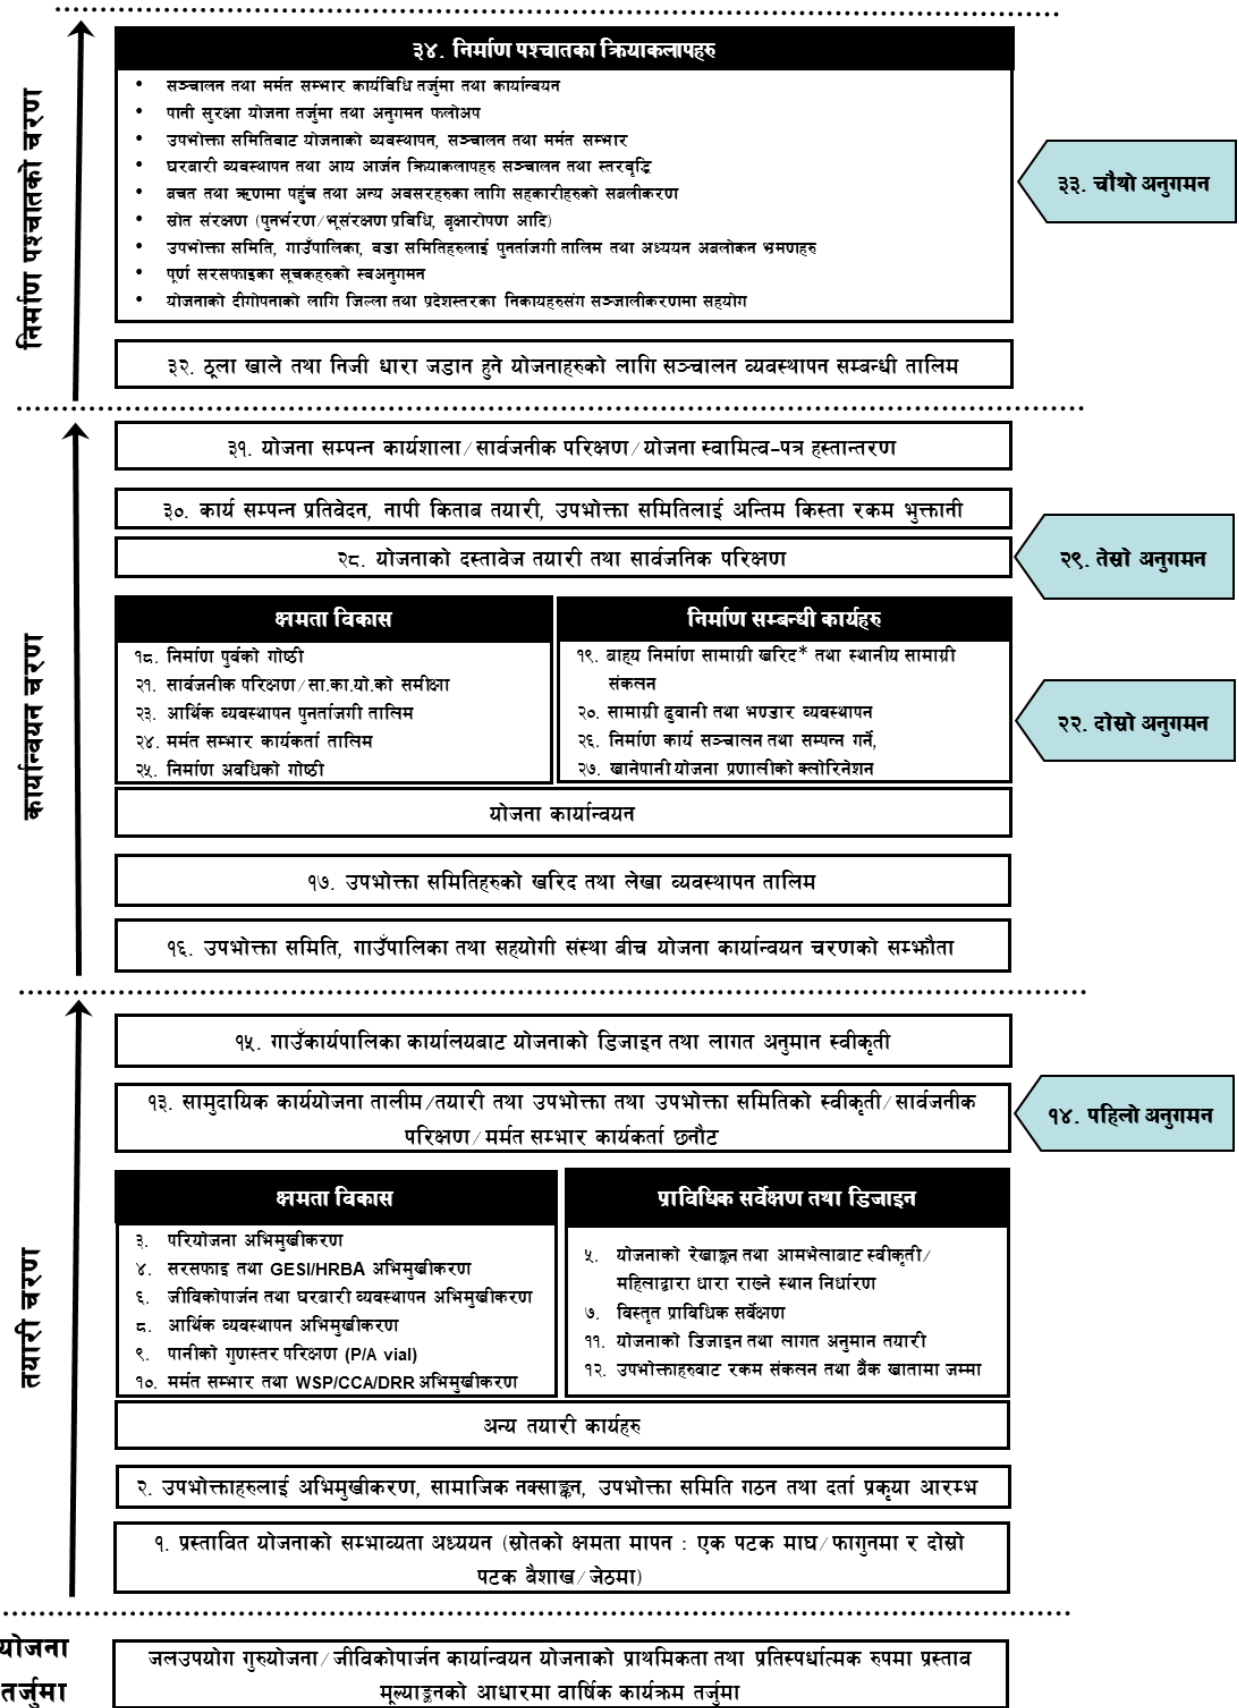 निर्माण पश्चातको चरण
३४. निर्माण पश्चातका क्रियाकलापहरु
• सञ्चालन तथा मर्मत सम्भार कार्यविधि तर्जुमा तथा कार्यान्वयन
• पानी सुरक्षा योजना तर्जुमा तथा अनुगमन फलोअप
• उपभोक्ता समितिवाट योजनाको व्यवस्थापन, सञ्चालन तथा मर्मत सम्भार
• घरबारी व्यवस्थापन तथा आय आर्जन क्रियाकलापहरु सञ्चालन तथा स्तरबृद्धि
• बचत तथा ऋणमा पहुंच तथा अन्य अवसरहरुका लागि सहकारीहरुको सबलीकरण
• स्रोत संरक्षण (पुनर्भरण/भूसंरक्षण प्रविधि, बृक्षारोपण आदि)
• उपभोक्ता समिति, गाउँपालिका, वडा समितिहरुलाई पुनर्ताजगी तालिम तथा अध्ययन अबलोकन भ्रमणहरु
• पूर्ण सरसफाइका सूचकहरुको स्वअनुगमन
• योजनाको दीगोपनाको लागि जिल्ला तथा प्रदेशस्तरका निकायहरुसंग सञ्जालीकरणमा सहयोग
३३. चौथो अनुगमन
३२. ठूला खाले तथा निजी धारा जडान हुने योजनाहरुको लागि सञ्चालन व्यवस्थापन सम्बन्धी तालिम
कार्यान्वयन चरण
३१. योजना सम्पन्न कार्यशाला/सार्वजनीक परिक्षण/योजना स्वामित्व-पत्र हस्तान्तरण
३०. कार्य सम्पन्न प्रतिवेदन, नापी किताब तयारी, उपभोक्ता समितिलाई अन्तिम किस्ता रकम भुक्तानी
२८. योजनाको दस्तावेज तयारी तथा सार्वजनिक परिक्षण
२९. तेस्रो अनुगमन
क्षमता विकास
१८. निर्माण पुर्वको गोष्ठी
२१. सार्वजनीक परिक्षण/सा.का.यो.को समीक्षा
२३. आर्थिक व्यवस्थापन पुनर्ताजगी तालिम
२४. मर्मत सम्भार कार्यकर्ता तालिम
२५. निर्माण अवधिको गोष्ठी
निर्माण सम्बन्धी कार्यहरु
१९. बाह्य निर्माण सामाग्री खरिद* तथा स्थानीय सामाग्री
संकलन
२०. सामाग्री ढुवानी तथा भण्डार व्यवस्थापन
२६. निर्माण कार्य सञ्चालन तथा सम्पन्न गर्ने,
२७. खानेपानी योजना प्रणालीको क्लोरिनेशन
२२. दोस्रो अनुगमन
योजना कार्यान्वयन
१७. उपभोक्ता समितिहरुको खरिद तथा लेखा व्यवस्थापन तालिम
१६. उपभोक्ता समिति, गाउँपालिका तथा सहयोगी संस्था बीच योजना कार्यान्वयन चरणको सम्झौता
तयारी चरण
१५. गाउँकार्यपालिका कार्यालयबाट योजनाको डिजाइन तथा लागत अनुमान स्वीकृती
१३. सामुदायिक कार्ययोजना तालीम/तयारी तथा उपभोक्ता तथा उपभोक्ता समितिको स्वीकृती/सार्वजनीक
परिक्षण/मर्मत सम्भार कार्यकर्ता छनौट
१४. पहिलो अनुगमन
क्षमता विकास
३. परियोजना अभिमुखीकरण
४. सरसफाइ तथा GESI/HRBA अभिमुखीकरण
६. जीविकोपार्जन तथा घरबारी व्यवस्थापन अभिमुखीकरण
८. आर्थिक व्यवस्थापन अभिमुखीकरण
९. पानीको गुणस्तर परिक्षण (P/A vial)
१०. मर्मत सम्भार तथा WSP/CCA/DRR अभिमुखीकरण
प्राविधिक सर्वेक्षण तथा डिजाइन
५. योजनाको रेखाङ्कन तथा आमभेलाबाट स्वीकृती/
महिलाद्वारा धारा राख्ने स्थान निर्धारण
७. विस्तृत प्राविधिक सर्वेक्षण
११. योजनाको डिजाइन तथा लागत अनुमान तयारी
१२. उपभोक्ताहरुवाट रकम संकलन तथा बैंक खातामा जम्मा
अन्य तयारी कार्यहरु
२. उपभोक्ताहरुलाई अभिमुखीकरण, सामाजिक नक्साङ्कन, उपभोक्ता समिति गठन तथा दर्ता प्रकृया आरम्भ
१. प्रस्तावित योजनाको सम्भाव्यता अध्ययन (स्रोतको क्षमता मापन : एक पटक माघ/फागुनमा र दोस्रो
पटक बैशाख/जेठमा)
योजना
तर्जुमा
जलउपयोग गुरुयोजना/जीविकोपार्जन कार्यान्वयन योजनाको प्राथमिकता तथा प्रतिस्पर्धात्मक रुपमा प्रस्ताव
मूल्याङ्कनको आधारमा वार्षिक कार्यक्रम तर्जुमा